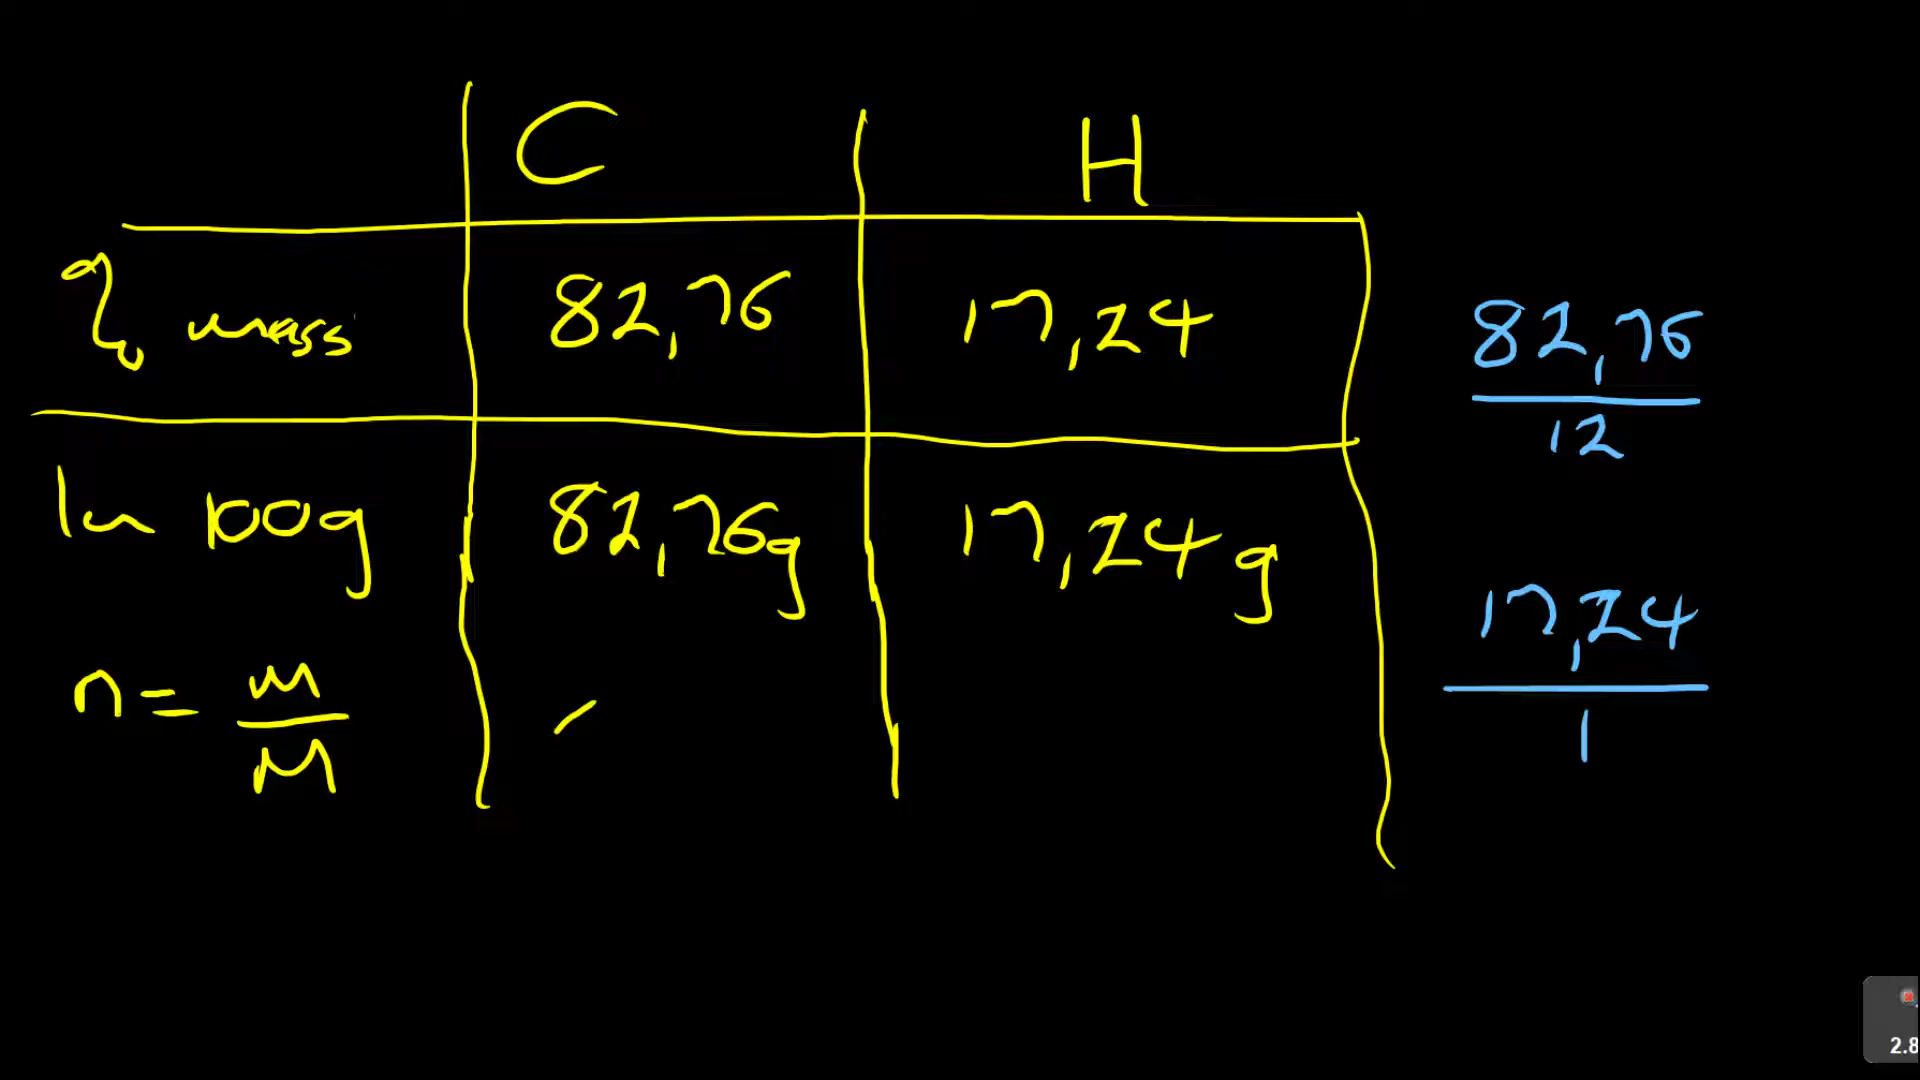 C H
% mass 82,76 17,24
In 100g 82,76g 17,24g
n = m/M
82,76
12
17,24
1
2.8